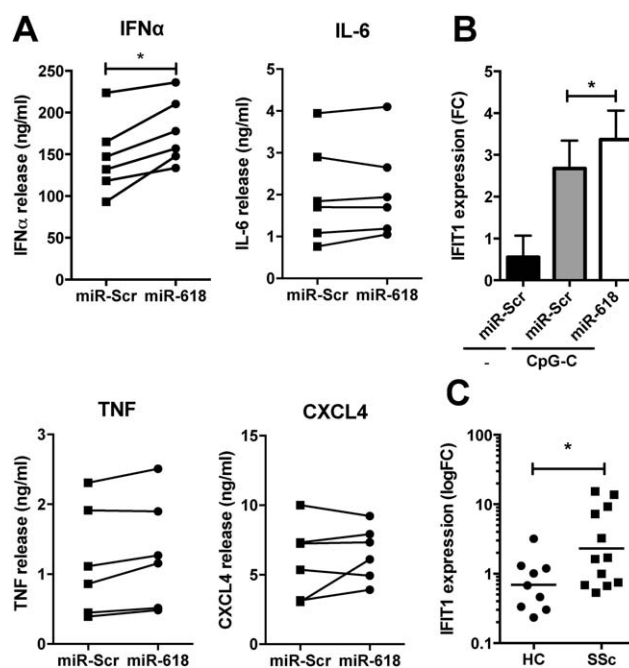 A
IFNα
*
IFNα release (ng/ml)
250
200
150
100
50
0
miR-Scr miR-618
IL-6
IL-6 release (ng/ml)
5
4
3
2
1
0
miR-Scr miR-618
B
*
IFIT1 expression (FC)
5
4
3
2
1
0
miR-Scr
miR-Scr
miR-618
- CpG-C
TNF
TNF release (ng/ml)
3
2
1
0
miR-Scr miR-618
CXCL4
CXCL4 release (ng/ml)
15
10
5
0
miR-Scr miR-618
C
*
IFIT1 expression (logFC)
100
10
1
0.1
HC SSc